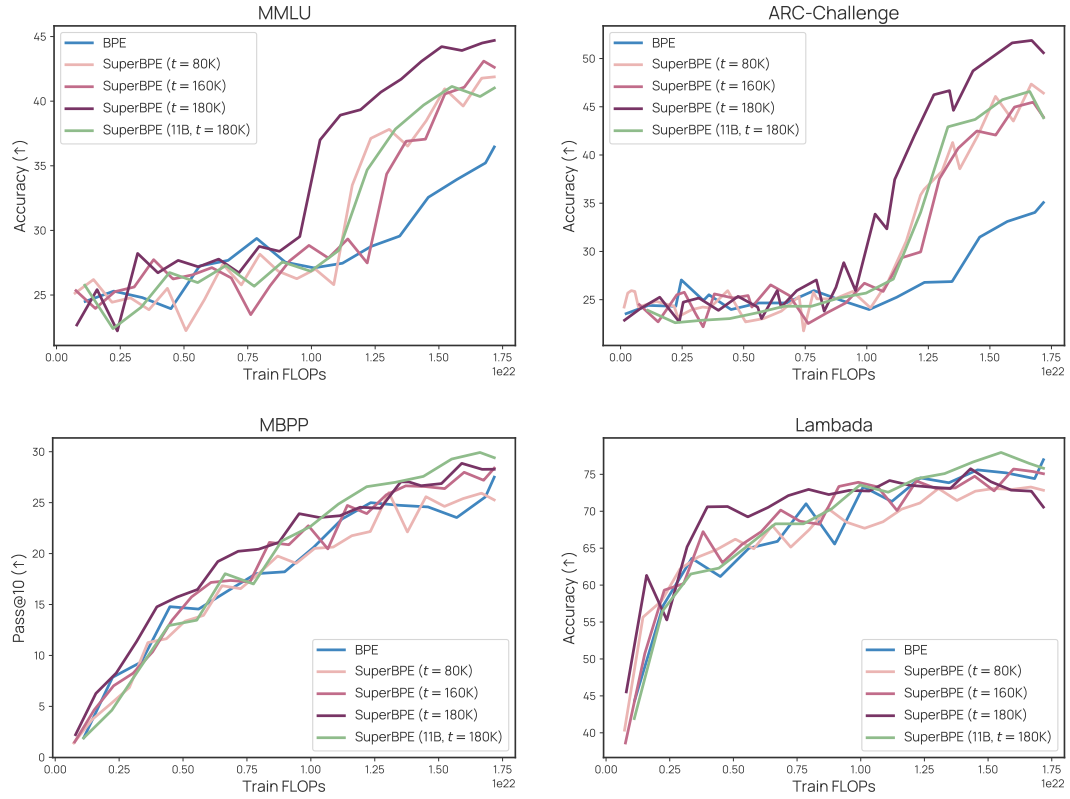 MMLU
45
40
35
30
25
Accuracy (↑)
BPE
SuperBPE (t = 80K)
SuperBPE (t = 160K)
SuperBPE (t = 180K)
SuperBPE (11B, t = 180K)
0.00 0.25 0.50 0.75 1.00 1.25 1.50 1.75
Train FLOPs
1e22
ARC-Challenge
50
45
40
35
30
25
Accuracy (↑)
BPE
SuperBPE (t = 80K)
SuperBPE (t = 160K)
SuperBPE (t = 180K)
SuperBPE (11B, t = 180K)
0.00 0.25 0.50 0.75 1.00 1.25 1.50 1.75
Train FLOPs
1e22
MBPP
30
25
20
15
10
5
0
Pass@10 (↑)
BPE
SuperBPE (t = 80K)
SuperBPE (t = 160K)
SuperBPE (t = 180K)
SuperBPE (11B, t = 180K)
0.00 0.25 0.50 0.75 1.00 1.25 1.50 1.75
Train FLOPs
1e22
Lambada
75
70
65
60
55
50
45
40
Accuracy (↑)
BPE
SuperBPE (t = 80K)
SuperBPE (t = 160K)
SuperBPE (t = 180K)
SuperBPE (11B, t = 180K)
0.00 0.25 0.50 0.75 1.00 1.25 1.50 1.75
Train FLOPs
1e22